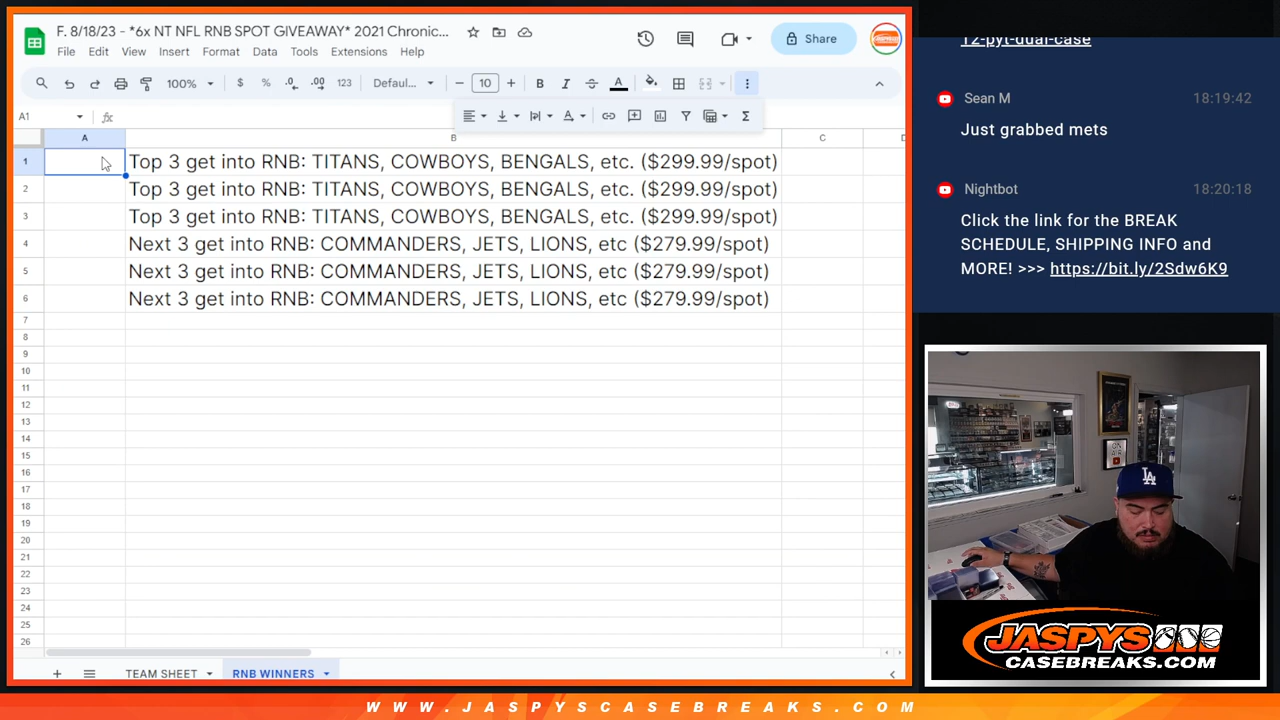 F. 8/18/23 - *6x NT NFL RNB SPOT GIVEAWAY* 2021 Chronic...
Share
File Edit View Insert Format Data Tools Extensions Help
100% $ % .0 .00 123 Defaul... 10 B I A
A1 fx
A B C D
1 Top 3 get into RNB: TITANS, COWBOYS, BENGALS, etc. ($299.99/spot)
2 Top 3 get into RNB: TITANS, COWBOYS, BENGALS, etc. ($299.99/spot)
3 Top 3 get into RNB: TITANS, COWBOYS, BENGALS, etc. ($299.99/spot)
4 Next 3 get into RNB: COMMANDERS, JETS, LIONS, etc ($279.99/spot)
5 Next 3 get into RNB: COMMANDERS, JETS, LIONS, etc ($279.99/spot)
6 Next 3 get into RNB: COMMANDERS, JETS, LIONS, etc ($279.99/spot)
7
8
9
10
11
12
13
14
15
16
17
18
19
20
21
22
23
24
25
26
TEAM SHEET RNB WINNERS
12-pyt-dual-case
Sean M 18:19:42
Just grabbed mets
Nightbot 18:20:18
Click the link for the BREAK
SCHEDULE, SHIPPING INFO and
MORE! >>> https://bit.ly/2Sdw6K9
ON
AIR
LA
JASPYS
CASEBREAKS.COM
WWW.JASPYSCASEBREAKS.COM